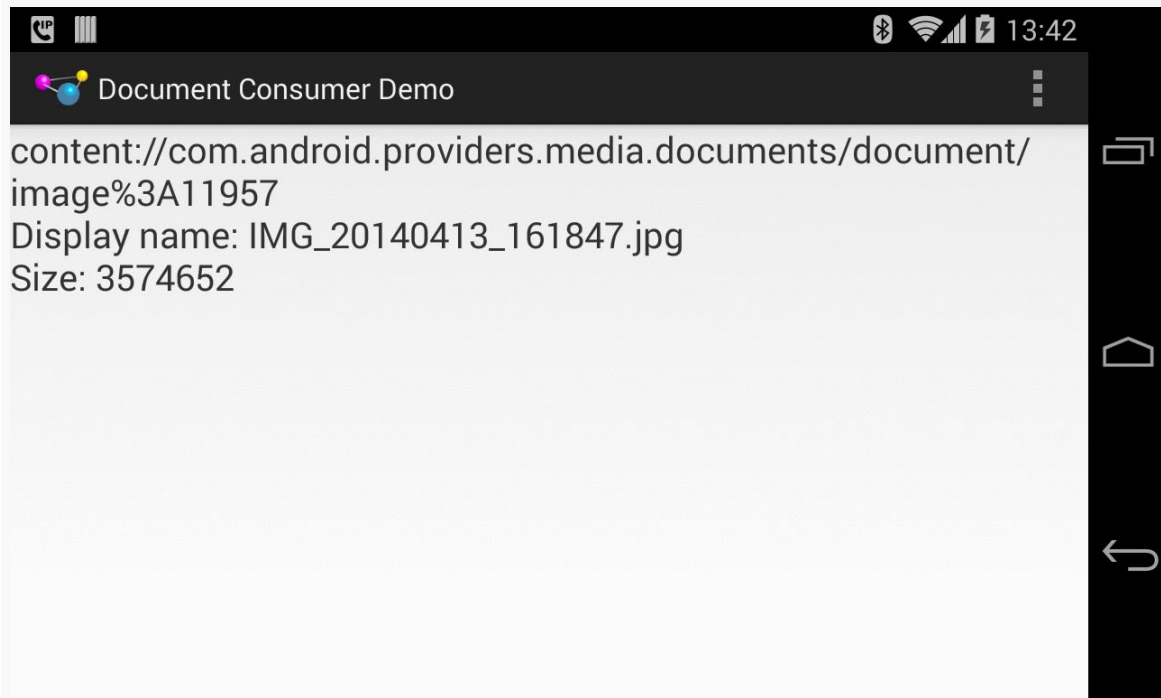 13:42
Document Consumer Demo
content://com.android.providers.media.documents/document/
image%3A11957
Display name: IMG_20140413_161847.jpg
Size: 3574652